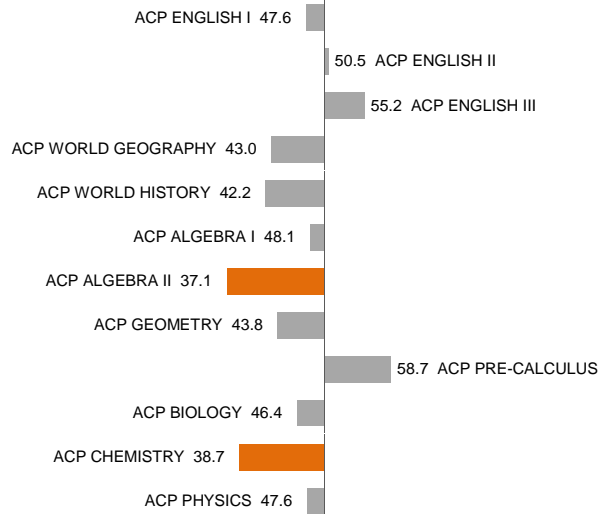 ACP ENGLISH I 47.6
50.5 ACP ENGLISH II
55.2 ACP ENGLISH III
ACP WORLD GEOGRAPHY 43.0
ACP WORLD HISTORY 42.2
ACP ALGEBRA I 48.1
ACP ALGEBRA II 37.1
ACP GEOMETRY 43.8
58.7 ACP PRE-CALCULUS
ACP BIOLOGY 46.4
ACP CHEMISTRY 38.7
ACP PHYSICS 47.6